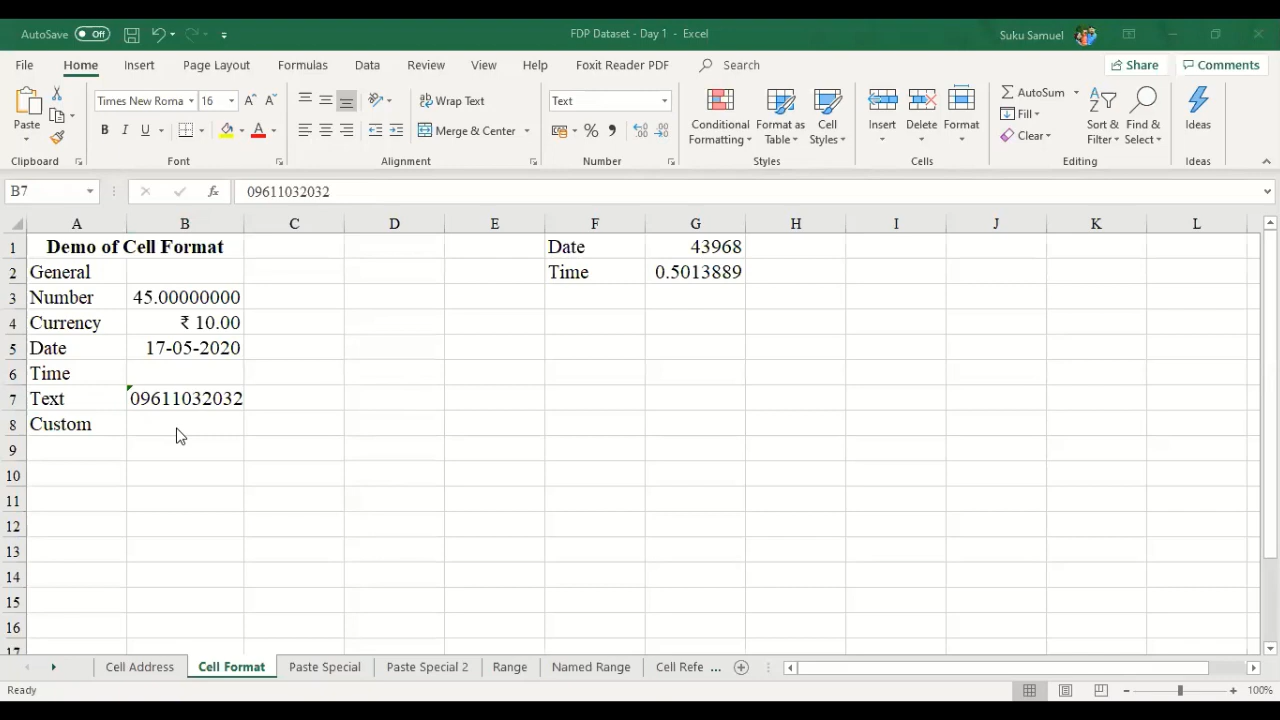 AutoSave Off FDP Dataset - Day 1 - Excel Suku Samuel
File Home Insert Page Layout Formulas Data Review View Help Foxit Reader PDF Search Share Comments
Paste
Times New Roma 16
B I U A
Wrap Text
Merge & Center
Text
%
Conditional Formatting
Format as Table
Cell Styles
Insert
Delete
Format
AutoSum
Fill
Clear
Sort & Filter
Find & Select
Ideas
Clipboard Font Alignment Number Styles Cells Editing Ideas
B7 fx 09611032032
A B C D E F G H I J K L
1 Demo of Cell Format Date 43968
2 General Time 0.5013889
3 Number 45.00000000
4 Currency ₹ 10.00
5 Date 17-05-2020
6 Time
7 Text 09611032032
8 Custom
9
10
11
12
13
14
15
16
17
Cell Address Cell Format Paste Special Paste Special 2 Range Named Range Cell Refe ...
Ready 100%